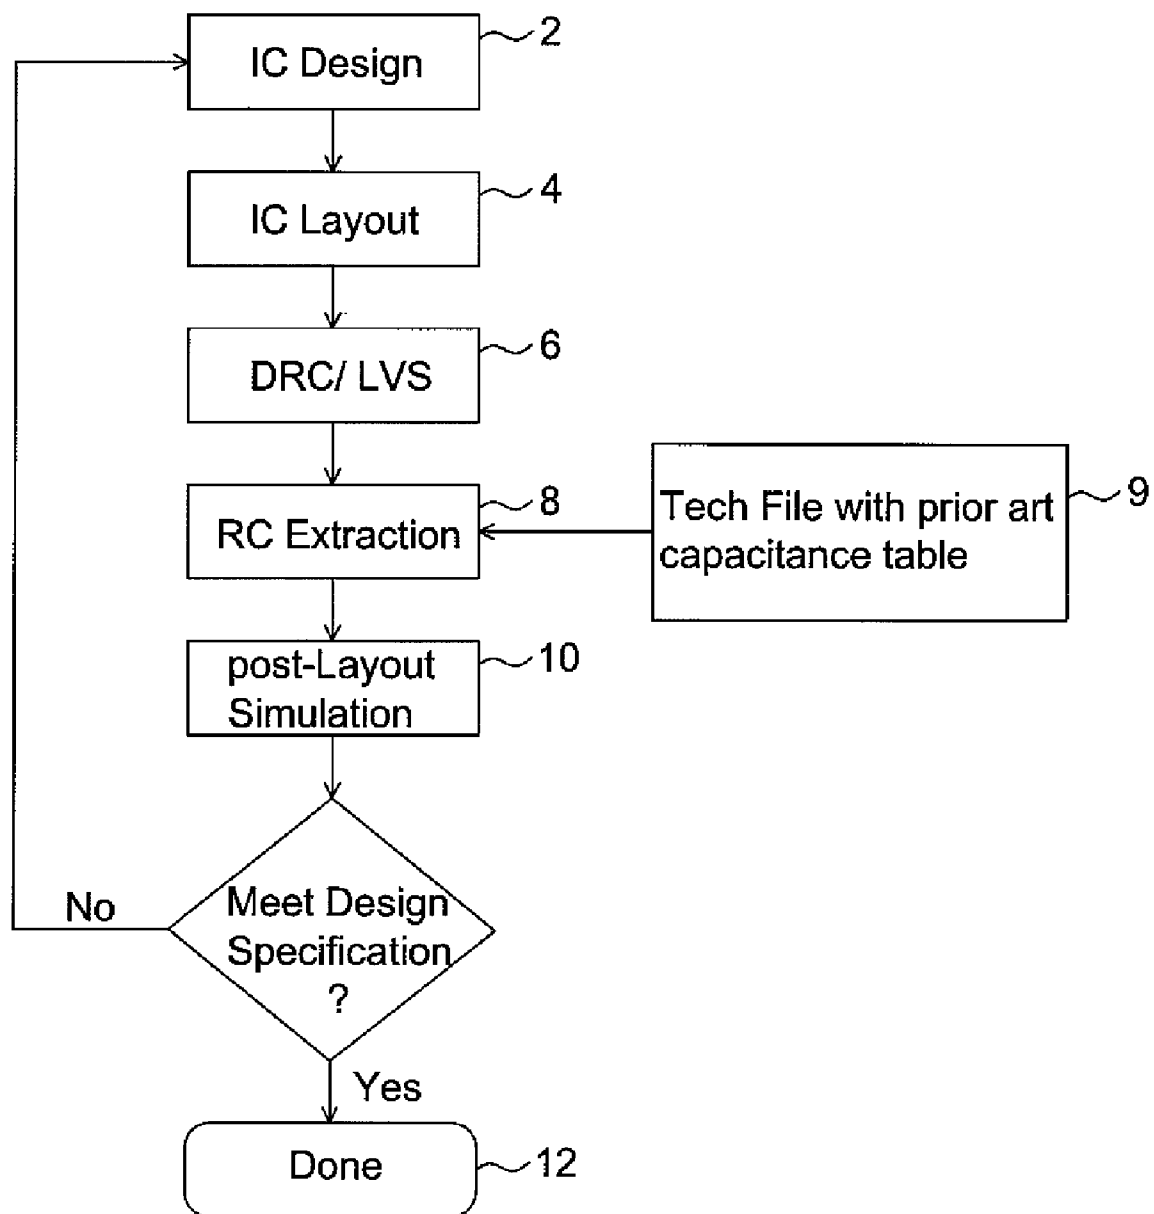 IC Design
2
IC Layout
4
DRC/ LVS
6
RC Extraction
8
Tech File with prior art
capacitance table
9
post-Layout
Simulation
10
Meet Design
Specification
?
No
Yes
Done
12